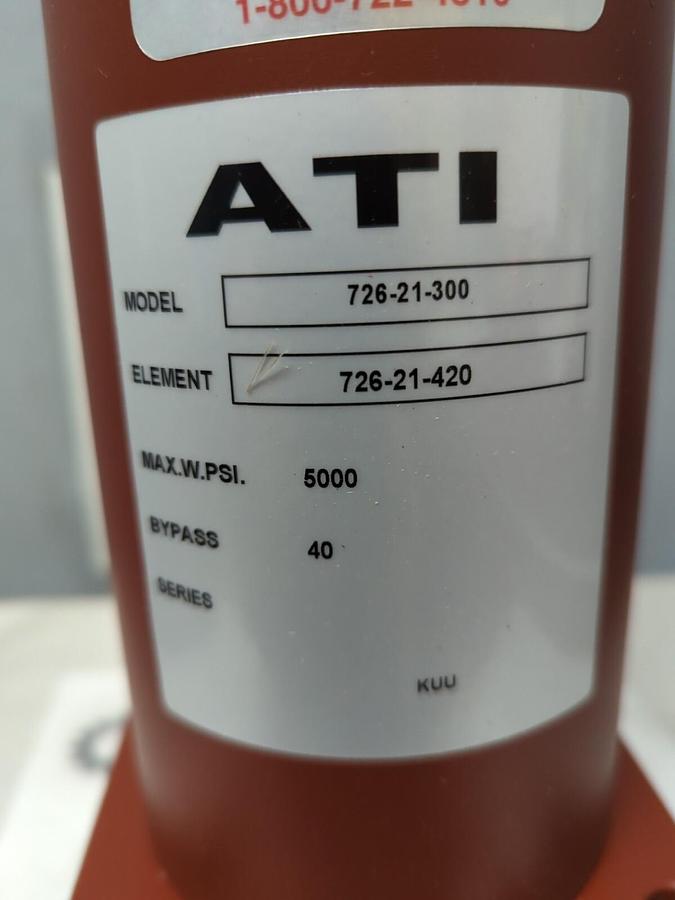 ATI
MODEL 726-21-300
ELEMENT 726-21-420
MAX.W.PSI. 5000
BYPASS 40
SERIES
KUU